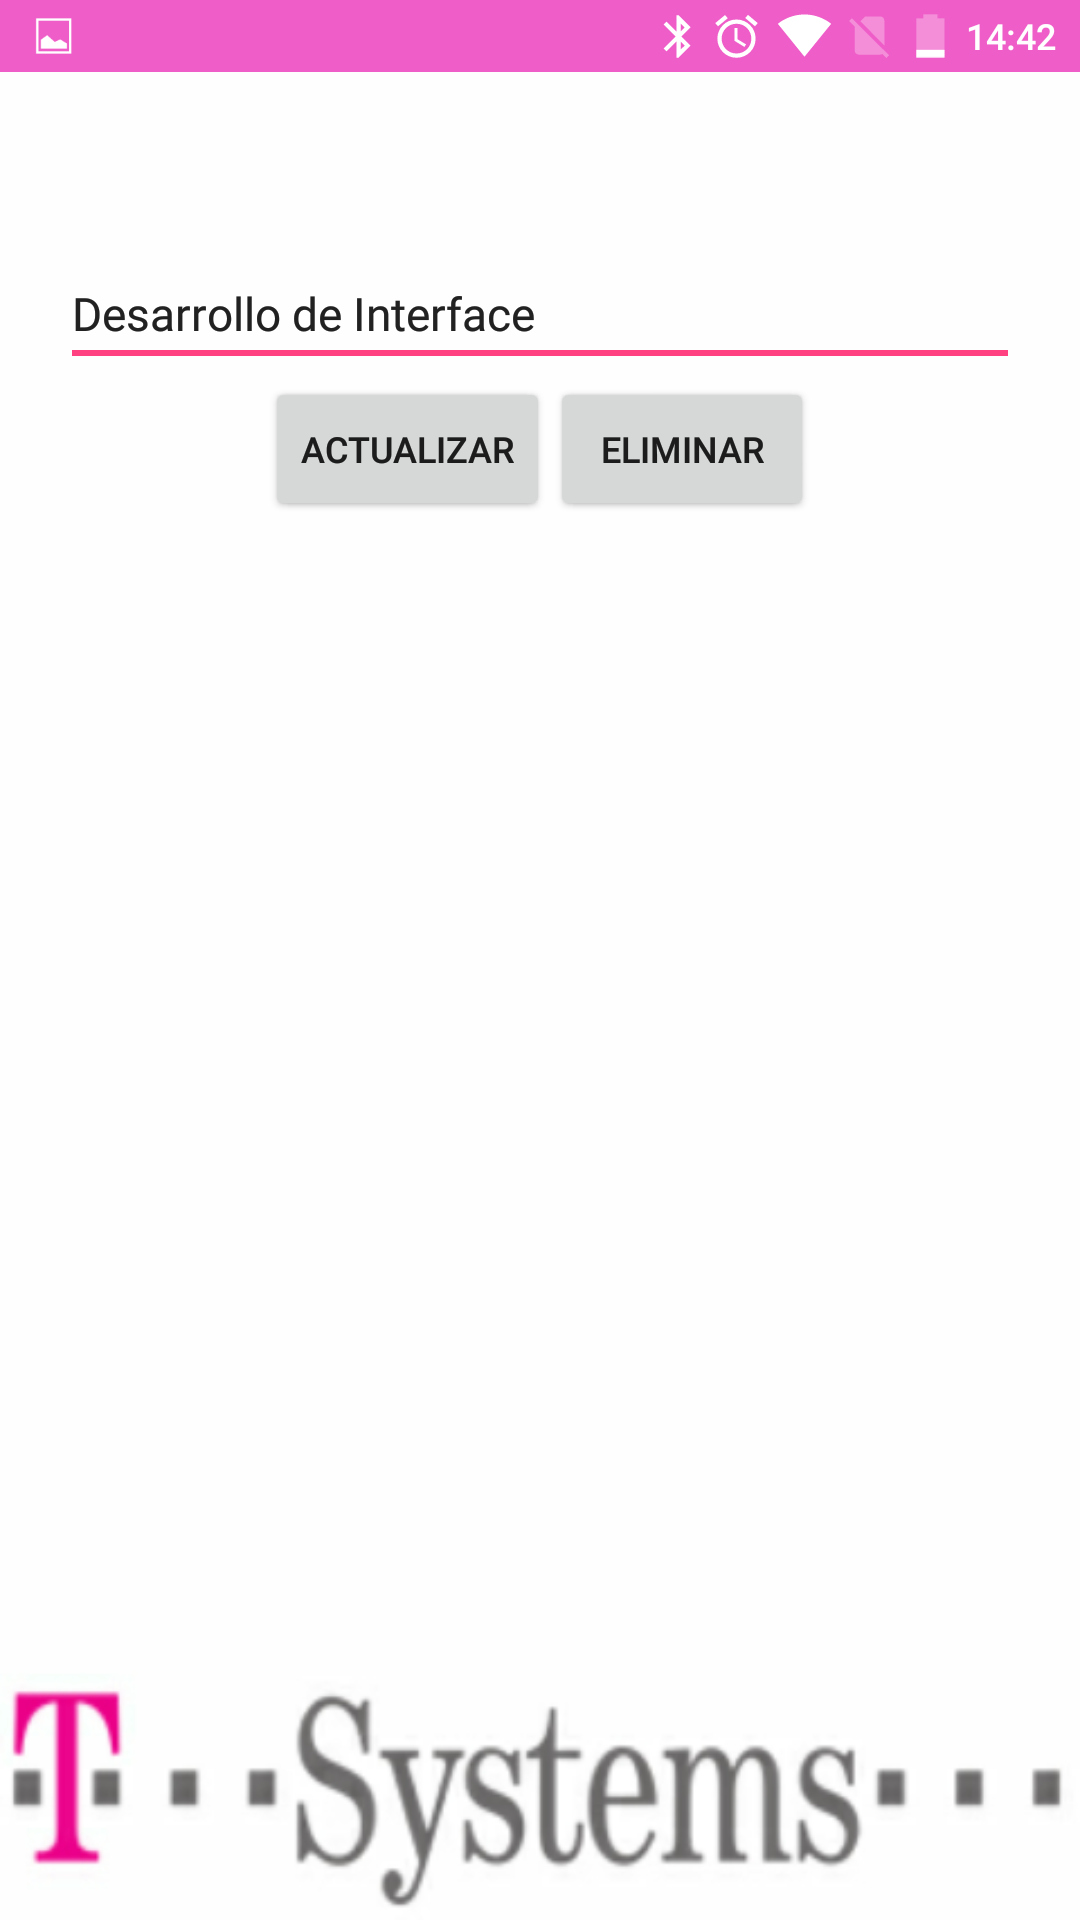 14:42
Desarrollo de Interface
ACTUALIZAR ELIMINAR
T Systems